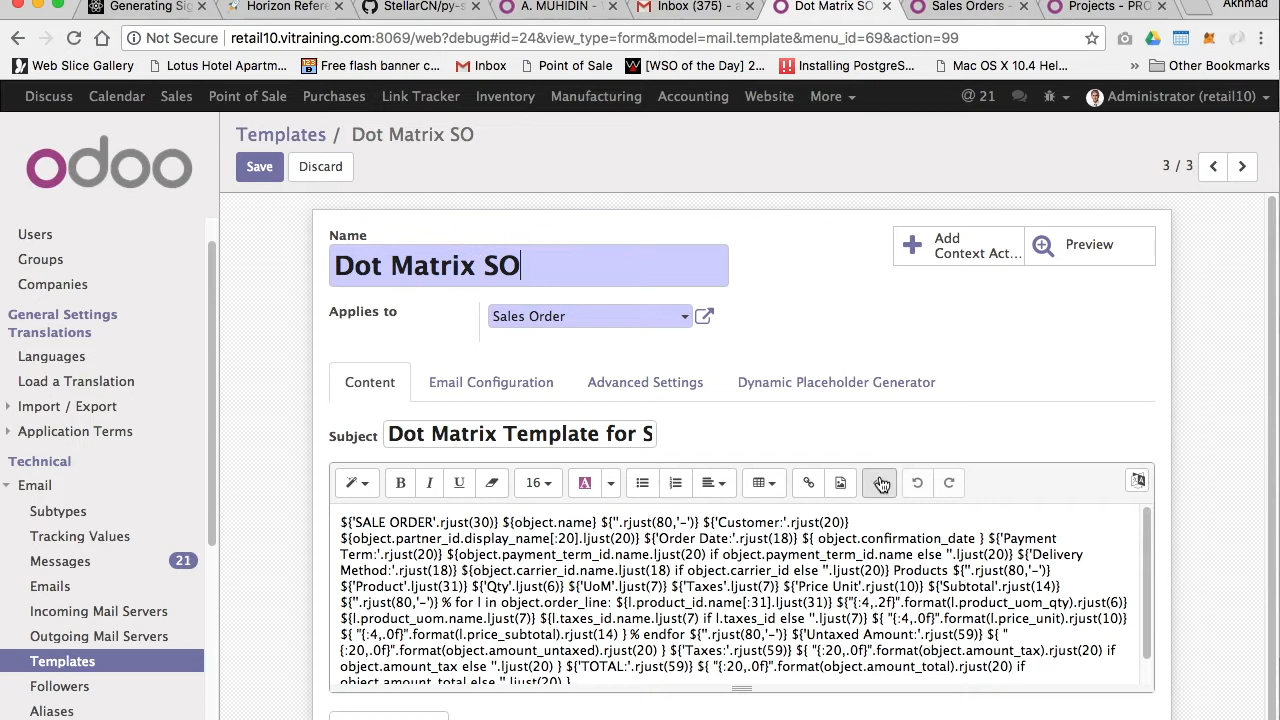 Generating Sig
Horizon Refere
StellarCN/py-s
A. MUHIDIN -
Inbox (375) - a
Dot Matrix SO
Sales Orders -
Projects - PRO
Akhmad
Not Secure
retail10.vitraining.com:8069/web?debug#id=24&view_type=form&model=mail.template&menu_id=69&action=99
Web Slice Gallery
Lotus Hotel Apartm...
Free flash banner c...
Inbox
Point of Sale
[WSO of the Day] 2...
Installing PostgreS...
Mac OS X 10.4 Hel...
»
Other Bookmarks
Discuss
Calendar
Sales
Point of Sale
Purchases
Link Tracker
Inventory
Manufacturing
Accounting
Website
More
@ 21
Administrator (retail10)
odoo
Templates / Dot Matrix SO
Save
Discard
3 / 3
Users
Groups
Companies
General Settings
Translations
Languages
Load a Translation
Import / Export
Application Terms
Technical
Email
Subtypes
Tracking Values
Messages
21
Emails
Incoming Mail Servers
Outgoing Mail Servers
Templates
Followers
Aliases
Name
Dot Matrix SO
Add
Context Act...
Preview
Applies to
Sales Order
Content
Email Configuration
Advanced Settings
Dynamic Placeholder Generator
Subject
Dot Matrix Template for S
B
I
U
16
A
${'SALE ORDER'.rjust(30)} ${object.name} ${''.rjust(80,'-')} ${'Customer:'.rjust(20)}
${object.partner_id.display_name[:20].ljust(20)} ${'Order Date:'.rjust(18)} ${ object.confirmation_date } ${'Payment
Term:'.rjust(20)} ${object.payment_term_id.name.ljust(20) if object.payment_term_id.name else ''.ljust(20)} ${'Delivery
Method:'.rjust(18)} ${object.carrier_id.name.ljust(18) if object.carrier_id else ''.ljust(20)} Products ${''.rjust(80,'-')}
${'Product'.ljust(31)} ${'Qty'.ljust(6)} ${'UoM'.ljust(7)} ${'Taxes'.ljust(7)} ${'Price Unit'.rjust(10)} ${'Subtotal'.rjust(14)}
${''.rjust(80,'-')} % for l in object.order_line: ${l.product_id.name[:31].ljust(31)} ${"{:4,.2f}".format(l.product_uom_qty).rjust(6)}
${l.product_uom.name.ljust(7)} ${l.taxes_id.name.ljust(7) if l.taxes_id else ''.ljust(7)} ${ "{:4,.0f}".format(l.price_unit).rjust(10)}
${ "{:4,.0f}".format(l.price_subtotal).rjust(14) } % endfor ${''.rjust(80,'-')} ${'Untaxed Amount:'.rjust(59)} ${ "
{:20,.0f}".format(object.amount_untaxed).rjust(20) } ${'Taxes:'.rjust(59)} ${ "{:20,.0f}".format(object.amount_tax).rjust(20) if
object.amount_tax else ''.ljust(20) } ${'TOTAL:'.rjust(59)} ${ "{:20,.0f}".format(object.amount_total).rjust(20) if
object.amount_total else ''.ljust(20) }